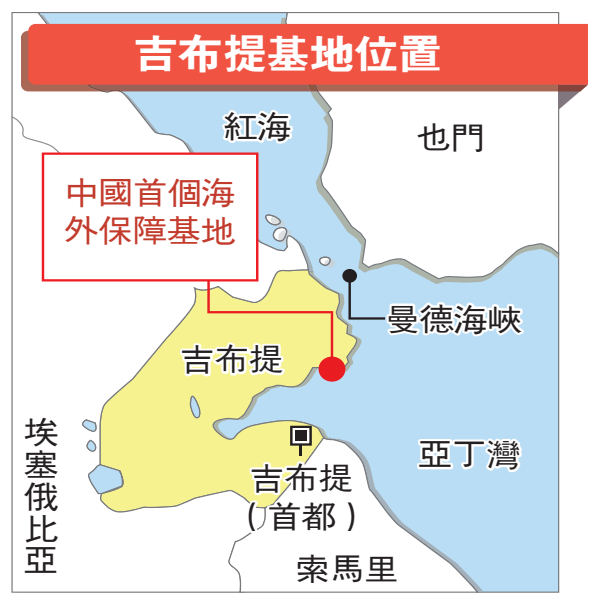 吉布提基地位置
紅海
也門
中國首個海
外保障基地
曼德海峽
吉布提
埃塞俄比亞
亞丁灣
吉布提
(首都)
索馬里